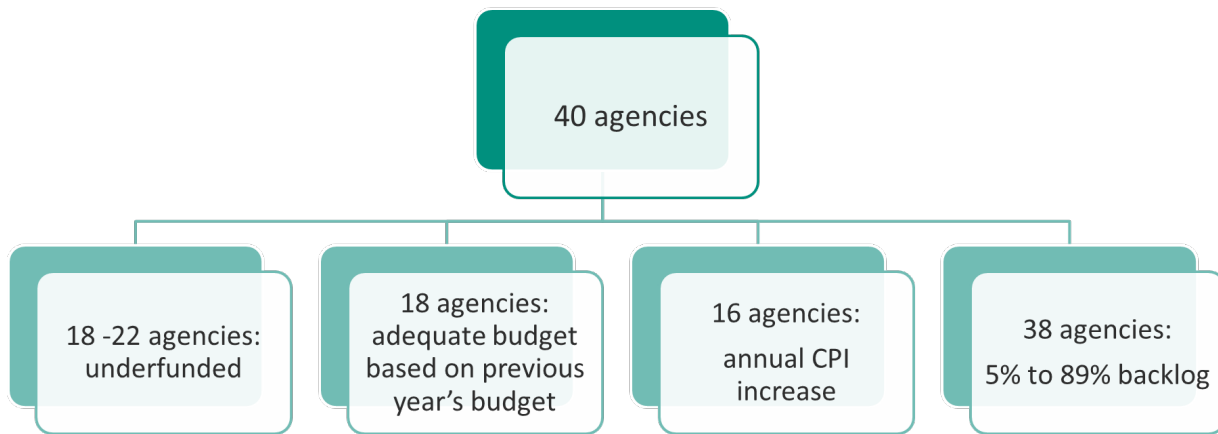 40 agencies
18 -22 agencies:
underfunded
18 agencies:
adequate budget
based on previous
year’s budget
16 agencies:
annual CPI
increase
38 agencies:
5% to 89% backlog